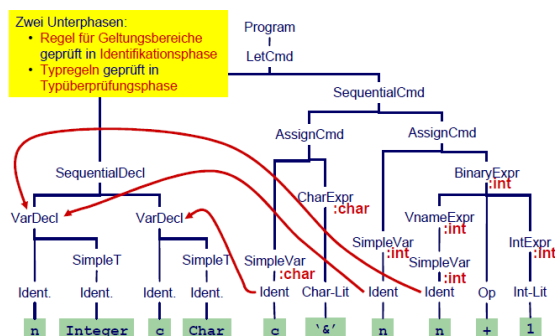 Zwei Unterphasen:
• Regel für Geltungsbereiche
geprüft in Identifikationsphase
• Typregeln geprüft in
Typüberprüfungsphase
Program
LetCmd
SequentialCmd
AssignCmd AssignCmd
SequentialDecl BinaryExpr
:int
CharExpr
:char
VarDecl VarDecl VnameExpr
:int
SimpleT SimpleT SimpleVar
:char
SimpleVar
:int
SimpleVar
:int
IntExpr
:int
Ident. Ident. Ident. Ident. Ident Char-Lit Ident Ident Op Int-Lit
n Integer c Char c '&' n n + 1